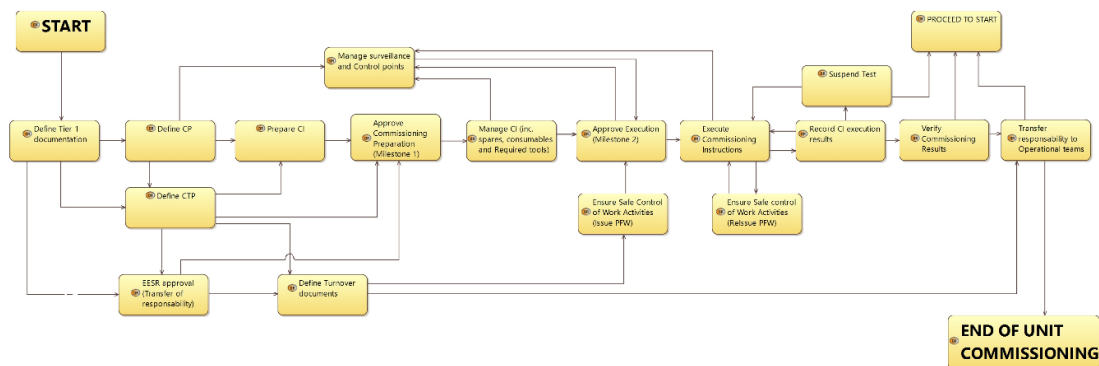 START
PROCEED TO START
Manage surveillance
and Control points
Suspend Test
Define Tier 1
documentation
Define CP
Prepare CI
Approve
Commissioning
Preparation
(Milestone 1)
Manage CI (inc.
spares, consumables
and Required tools)
Approve Execution
(Milestone 2)
Execute
Commissioning
Instructions
Record CI execution
results
Verify
Commissioning
Results
Transfer
responsibility to
Operational teams
Define CTP
Ensure Safe Control
of Work Activities
(Issue PFW)
Ensure Safe control
of Work Activities
(ReIssue PFW)
EESR approval
(Transfer of
responsability)
Define Turnover
documents
END OF UNIT
COMMISSIONING